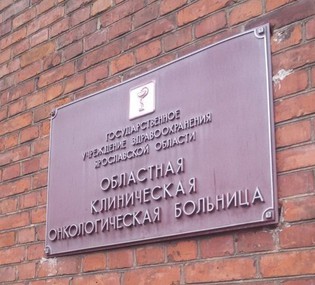 ГОСУДАРСТВЕННОЕ
УЧРЕЖДЕНИЕ ЗДРАВООХРАНЕНИЯ
ЯРОСЛАВСКОЙ ОБЛАСТИ
ОБЛАСТНАЯ
КЛИНИЧЕСКАЯ
ОНКОЛОГИЧЕСКАЯ БОЛЬНИЦА